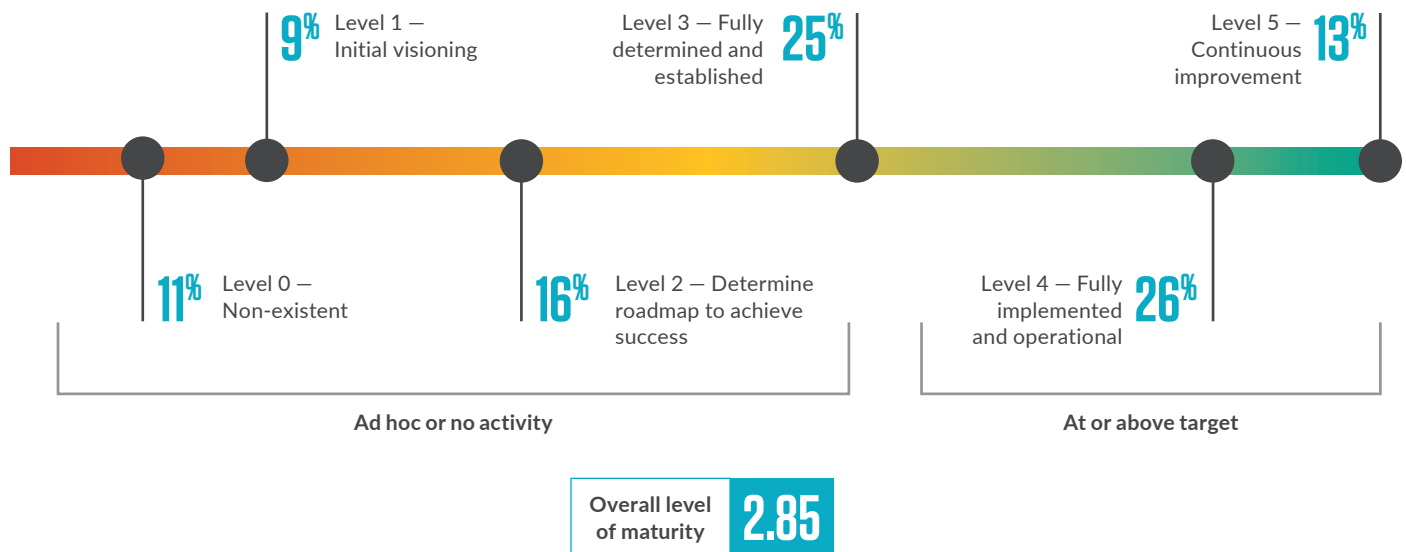 9%
Level 1 —
Initial visioning
Level 3 — Fully
determined and
established
25%
Level 5 —
Continuous
improvement
13%
11%
Level 0 —
Non-existent
16%
Level 2 — Determine
roadmap to achieve
success
Level 4 — Fully
implemented
and operational
26%
Ad hoc or no activity
At or above target
Overall level
of maturity
2.85